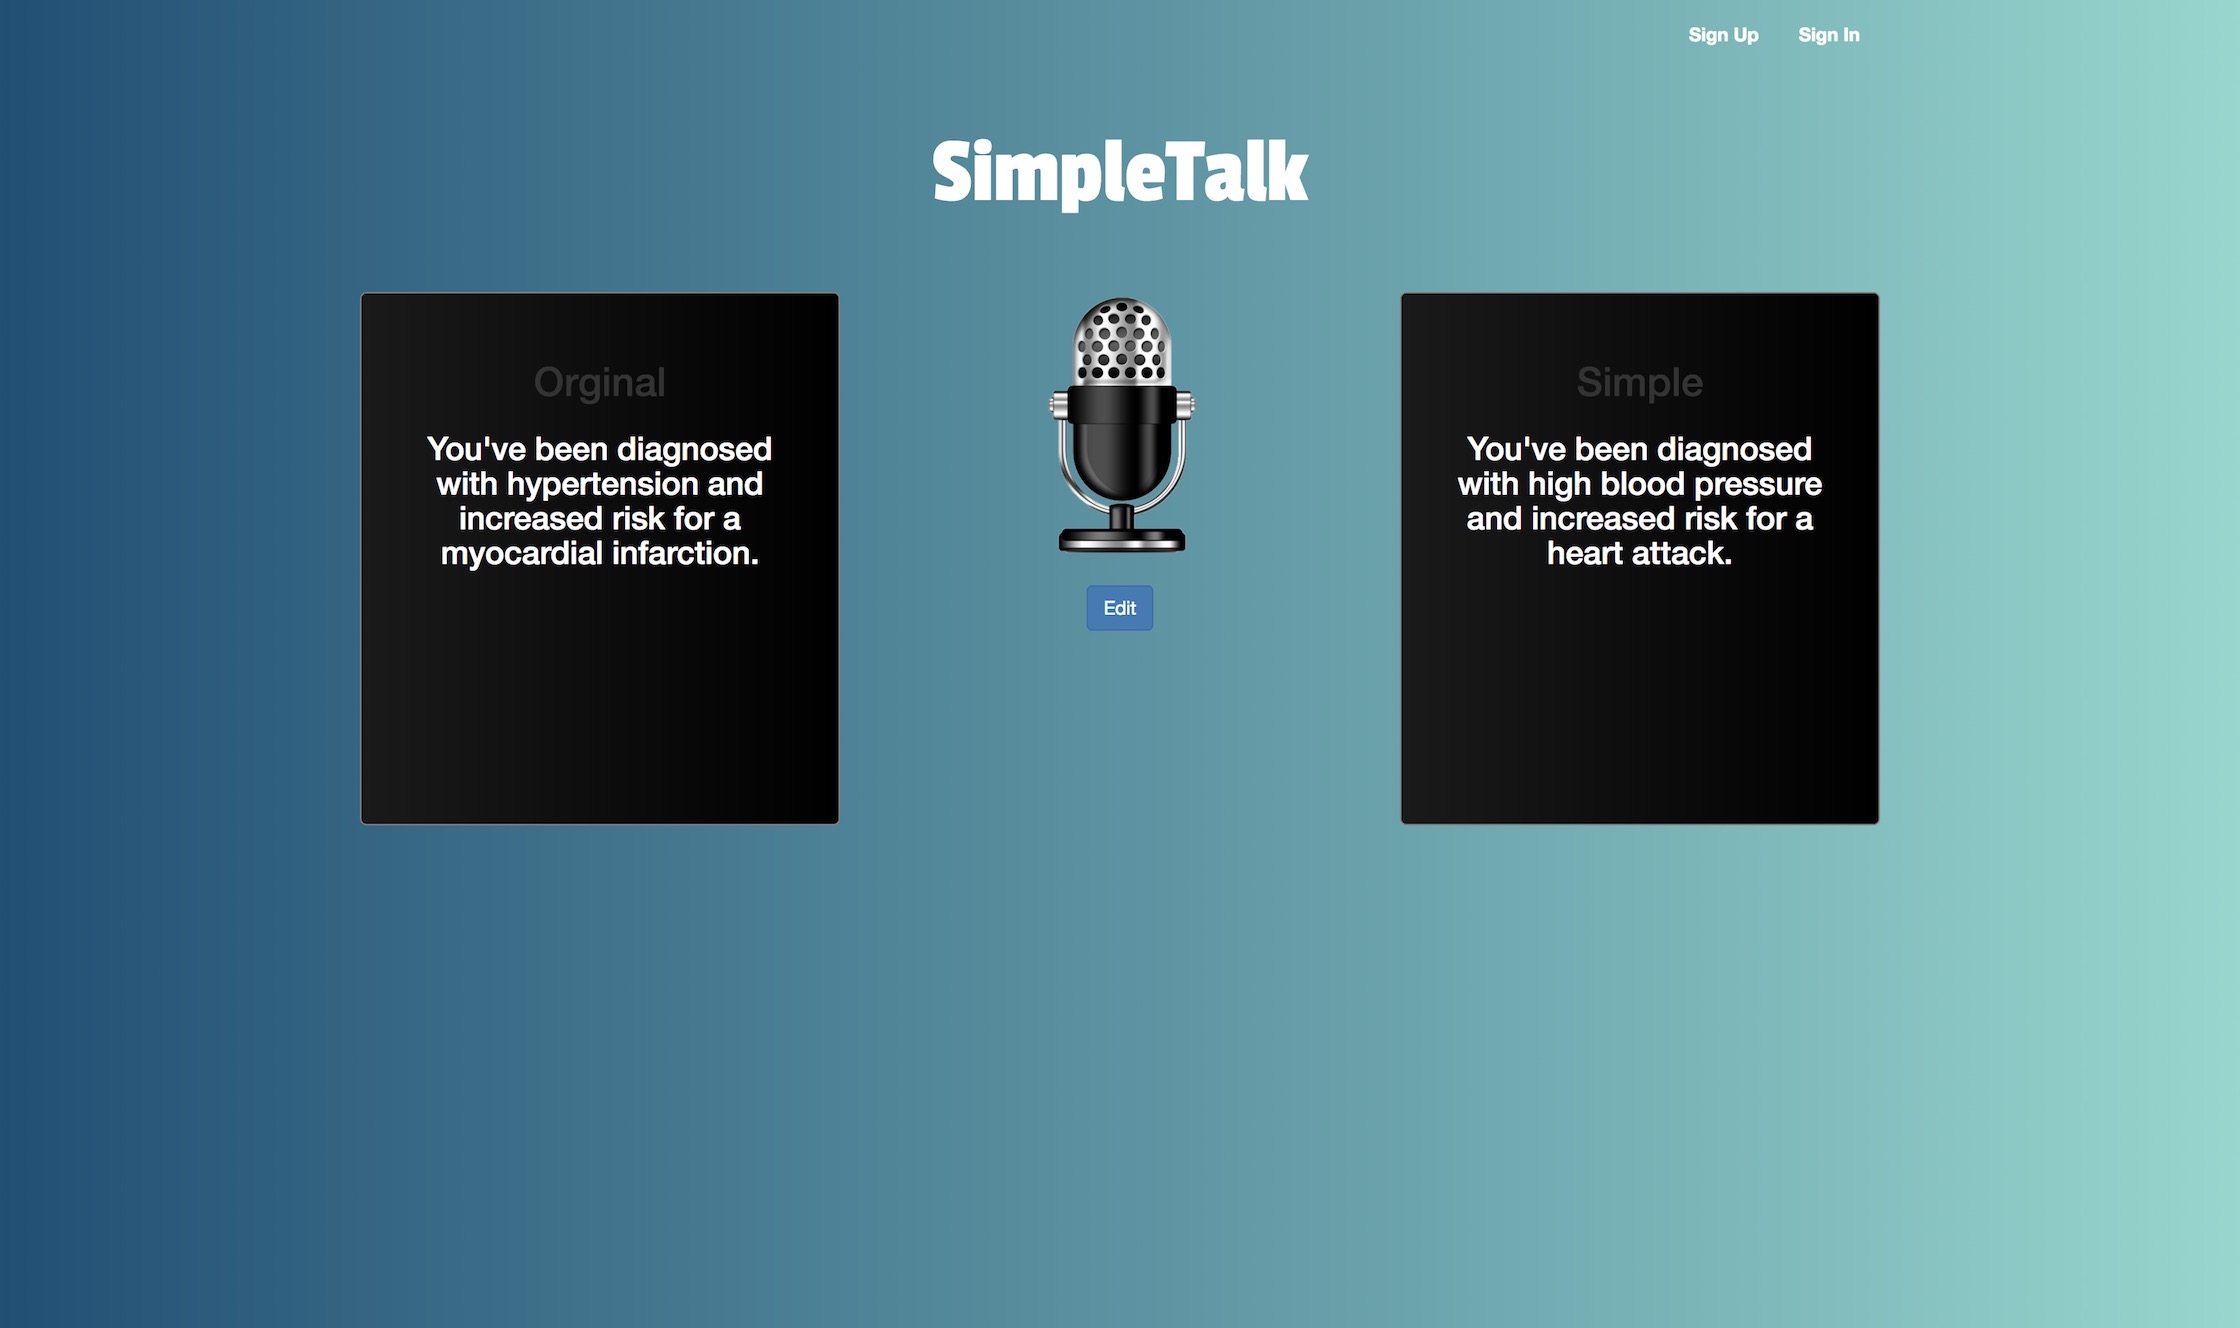 Sign Up Sign In
SimpleTalk
Orginal
You've been diagnosed
with hypertension and
increased risk for a
myocardial infarction.
Edit
Simple
You've been diagnosed
with high blood pressure
and increased risk for a
heart attack.